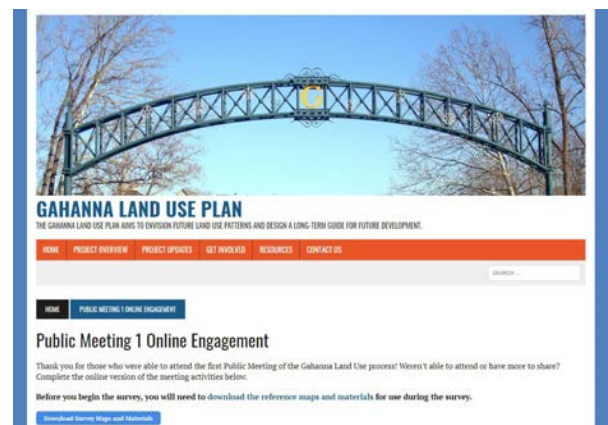 G
GAHANNA LAND USE PLAN
THE GAHANNA LAND USE PLAN AIMS TO ENVISION FUTURE LAND USE PATTERNS AND DESIGN A LONG-TERM GUIDE FOR FUTURE DEVELOPMENT.
HOME PROJECT OVERVIEW PROJECT UPDATES GET INVOLVED RESOURCES CONTACT US
SEARCH ...
HOME PUBLIC MEETING 1 ONLINE ENGAGEMENT
Public Meeting 1 Online Engagement
Thank you for those who were able to attend the first Public Meeting of the Gahanna Land Use process! Weren't able to attend or have more to share?
Complete the online version of the meeting activities below.
Before you begin the survey, you will need to download the reference maps and materials for use during the survey.
Download Survey Maps and Materials